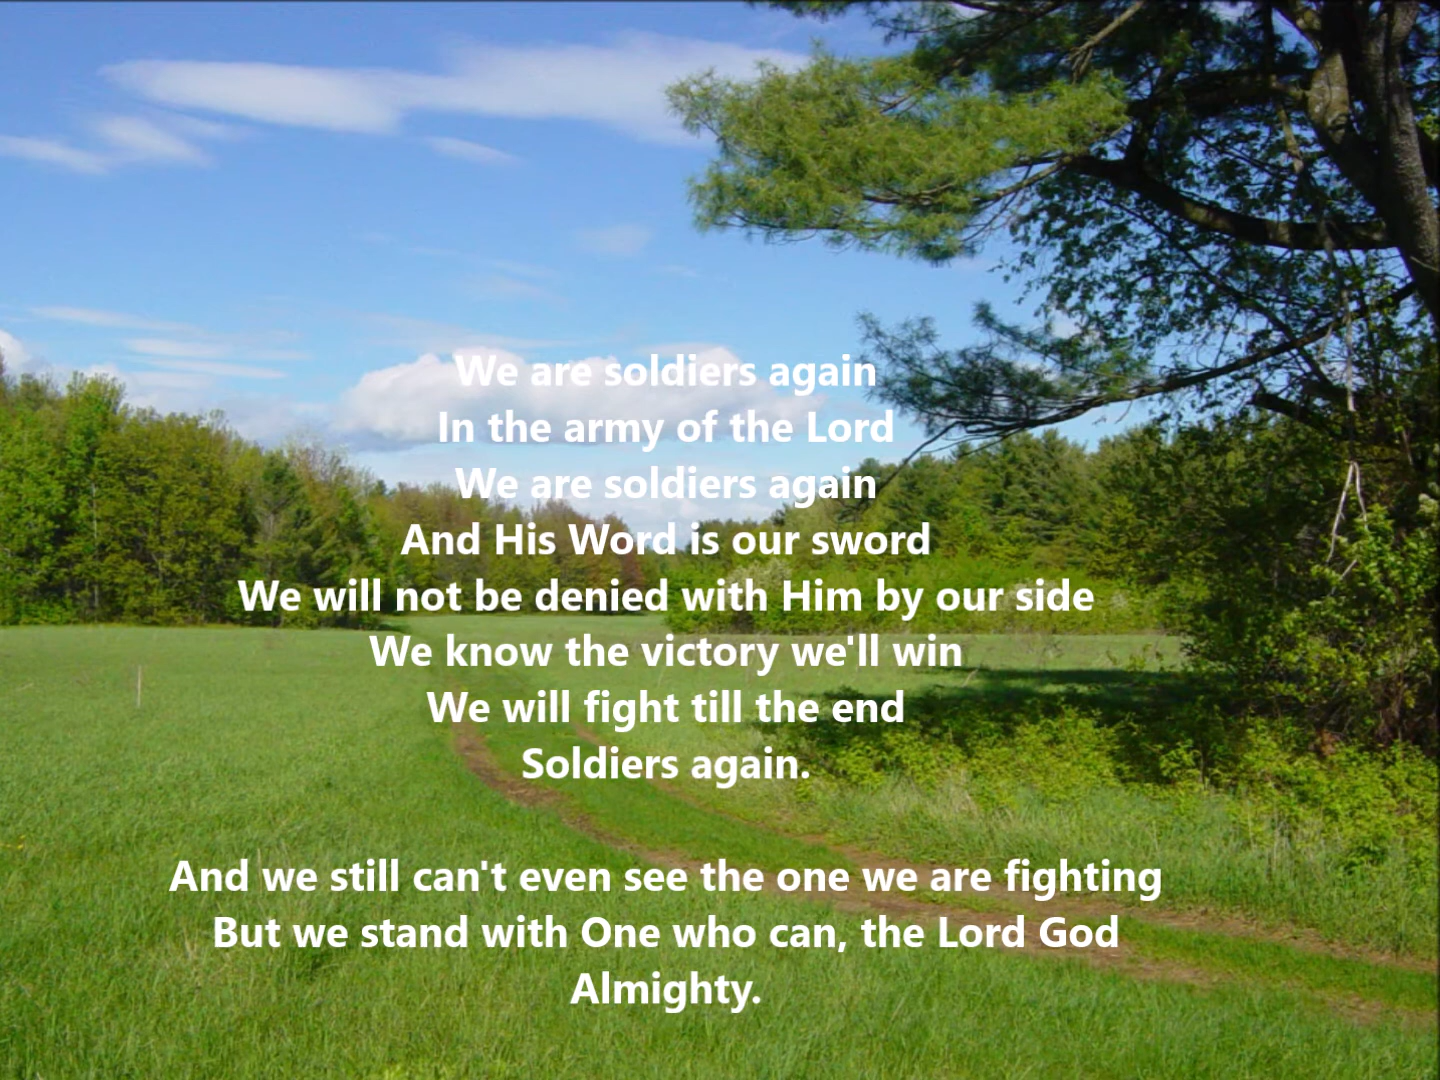 We are soldiers again
In the army of the Lord
We are soldiers again
And His Word is our sword
We will not be denied with Him by our side
We know the victory we'll win
We will fight till the end
Soldiers again.
And we still can't even see the one we are fighting
But we stand with One who can, the Lord God
Almighty.